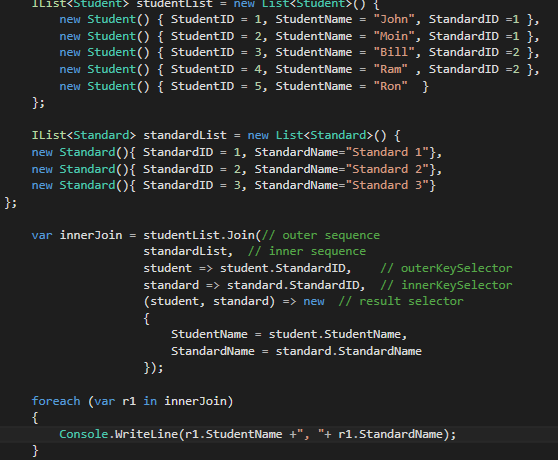 IList<Student> studentList = new List<Student>() {
new Student() { StudentID = 1, StudentName = "John", StandardID =1 },
new Student() { StudentID = 2, StudentName = "Moin", StandardID =1 },
new Student() { StudentID = 3, StudentName = "Bill", StandardID =2 },
new Student() { StudentID = 4, StudentName = "Ram" , StandardID =2 },
new Student() { StudentID = 5, StudentName = "Ron"  }
};
IList<Standard> standardList = new List<Standard>() {
new Standard(){ StandardID = 1, StandardName="Standard 1"},
new Standard(){ StandardID = 2, StandardName="Standard 2"},
new Standard(){ StandardID = 3, StandardName="Standard 3"}
};
var innerJoin = studentList.Join(// outer sequence
standardList,  // inner sequence
student => student.StandardID,    // outerKeySelector
standard => standard.StandardID,  // innerKeySelector
(student, standard) => new  // result selector
{
StudentName = student.StudentName,
StandardName = standard.StandardName
});
foreach (var r1 in innerJoin)
{
Console.WriteLine(r1.StudentName +", "+ r1.StandardName);
}